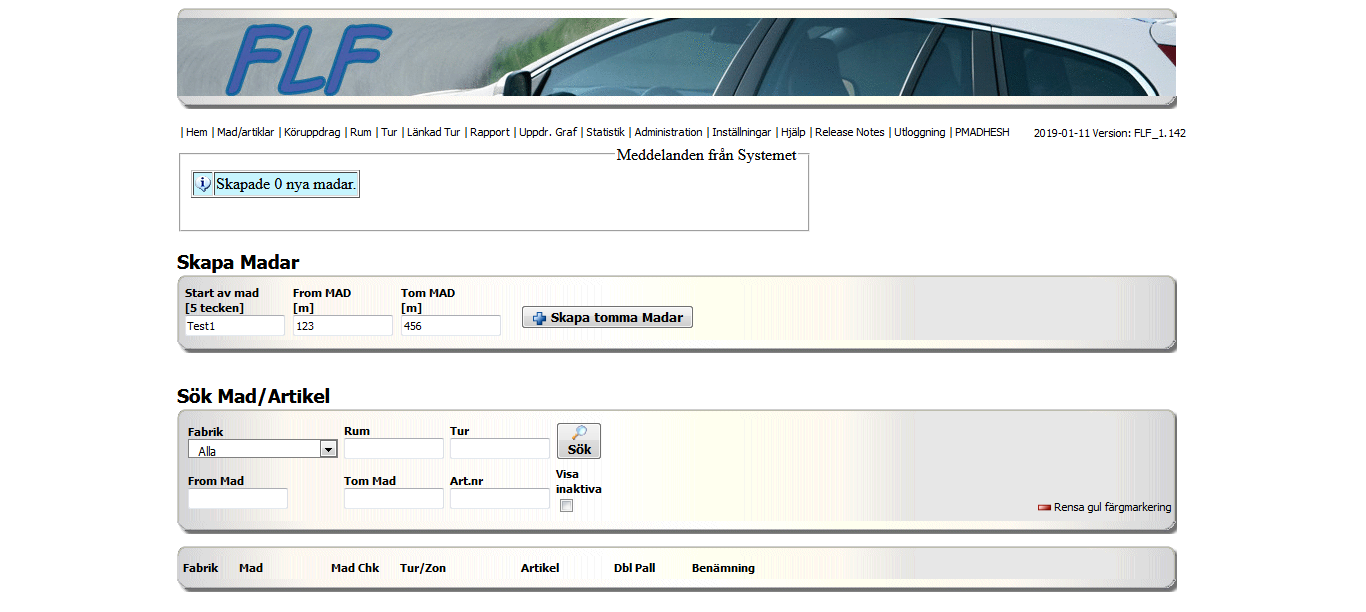 FLF
| Hem | Mad/artiklar | Köruppdrag | Rum | Tur | Länkad Tur | Rapport | Uppdr. Graf | Statistik | Administration | Inställningar | Hjälp | Release Notes | Utloggning | PMADHESH 2019-01-11 Version: FLF_1.142
Meddelanden från Systemet
Skapade 0 nya madar.
Skapa Madar
Start av mad From MAD Tom MAD
[5 tecken] [m] [m]
Test1 123 456 Skapa tomma Madar
Sök Mad/Artikel
Fabrik Rum Tur
Alla Sök
From Mad Tom Mad Art.nr Visa
inaktiva
Rensa gul färgmarkering
Fabrik Mad Mad Chk Tur/Zon Artikel Dbl Pall Benämning